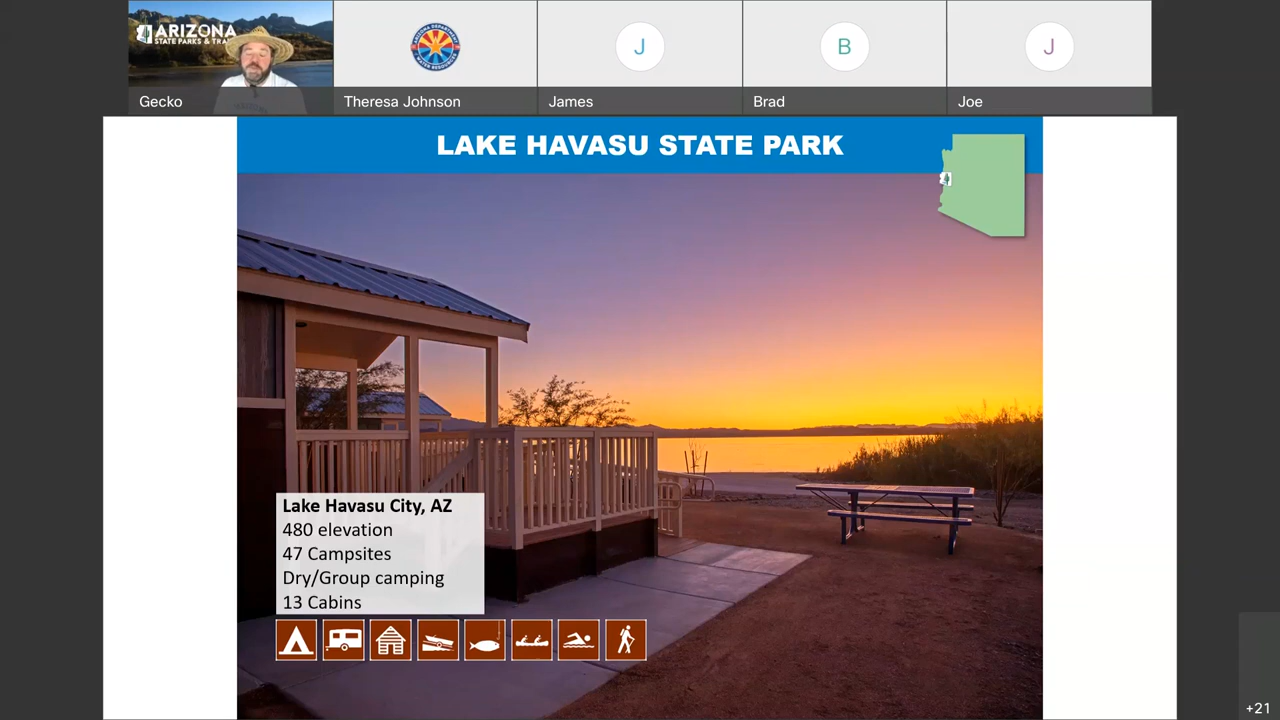 ARIZONA
STATE PARKS & TRA
Gecko
Theresa Johnson
J
James
B
Brad
J
Joe
LAKE HAVASU STATE PARK
Lake Havasu City, AZ
480 elevation
47 Campsites
Dry/Group camping
13 Cabins
+21